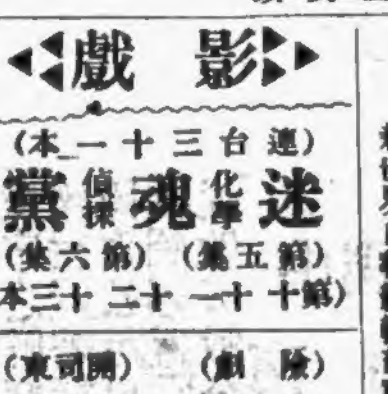 影戲
(連台三十一本)
迷化學魂偵探黨
(第五集) (第六集)
(第十十一十二十三本
(險劇) (開司東)